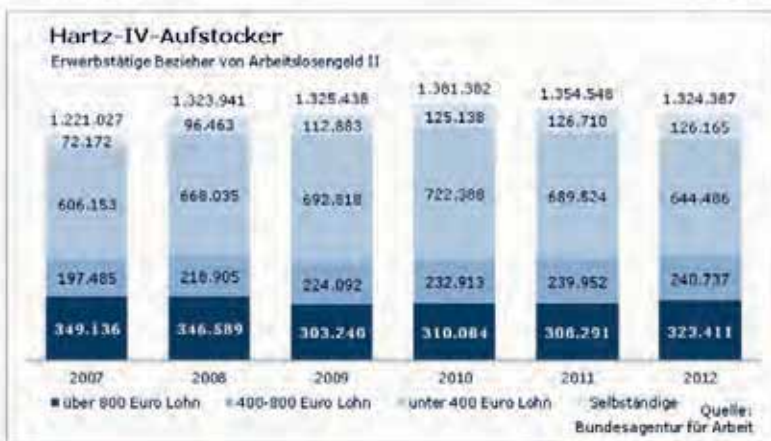 Hartz-IV-Aufstocker
Erwerbstätige Bezieher von Arbeitslosengeld II
1.221.027 1.323.941 1.325.438 1.381.382 1.354.548 1.324.387
72.172 96.463 112.883 125.138 126.710 126.165
606.153 668.035 692.818 722.388 689.824 644.486
197.485 218.905 224.092 232.913 239.952 240.737
349.136 346.589 303.240 310.084 308.291 323.411
2007 2008 2009 2010 2011 2012
über 800 Euro Lohn 400-800 Euro Lohn unter 400 Euro Lohn Selbständige
Quelle:
Bundesagentur für Arbeit